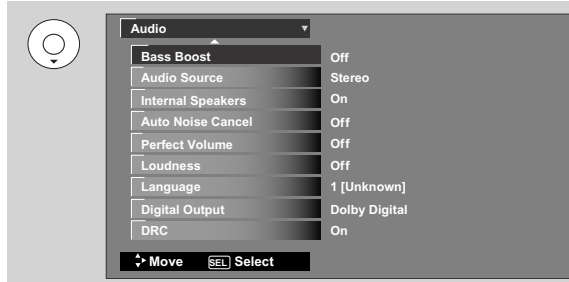 Audio
Bass Boost Off
Audio Source Stereo
Internal Speakers On
Auto Noise Cancel Off
Perfect Volume Off
Loudness Off
Language 1 [Unknown]
Digital Output Dolby Digital
DRC On
Move SEL Select